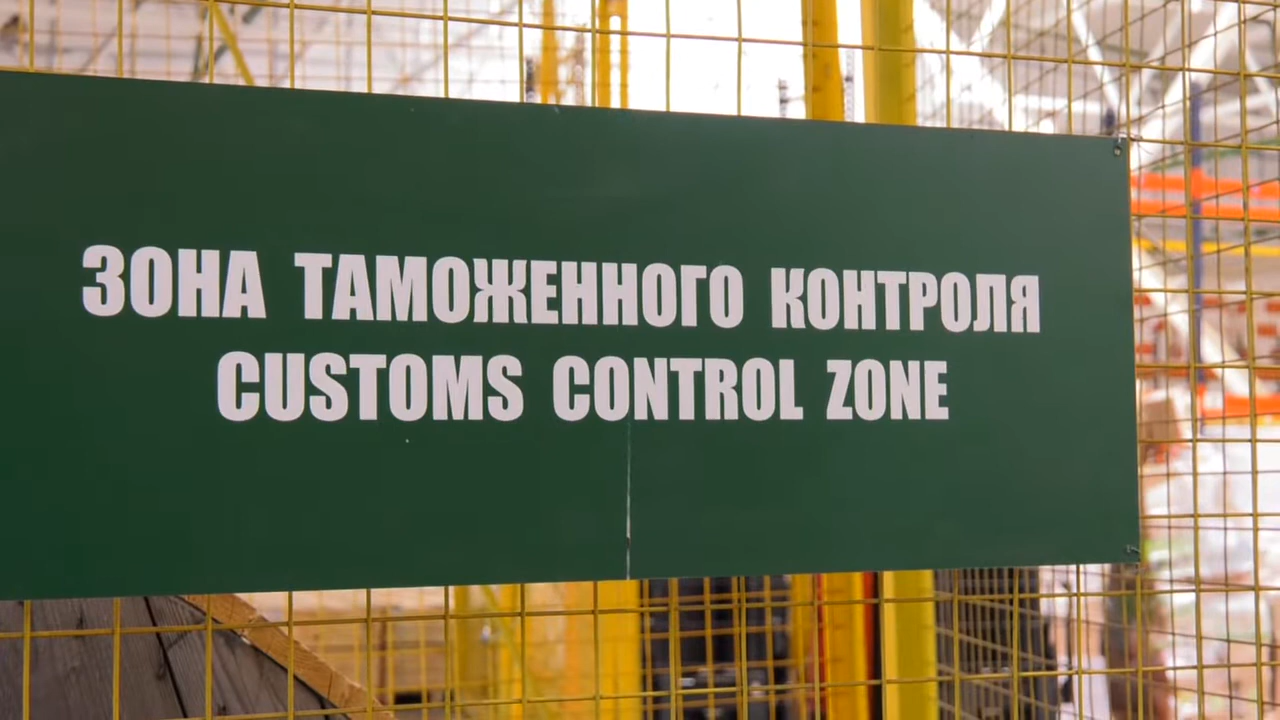 ЗОНА ТАМОЖЕННОГО КОНТРОЛЯ
CUSTOMS CONTROL ZONE